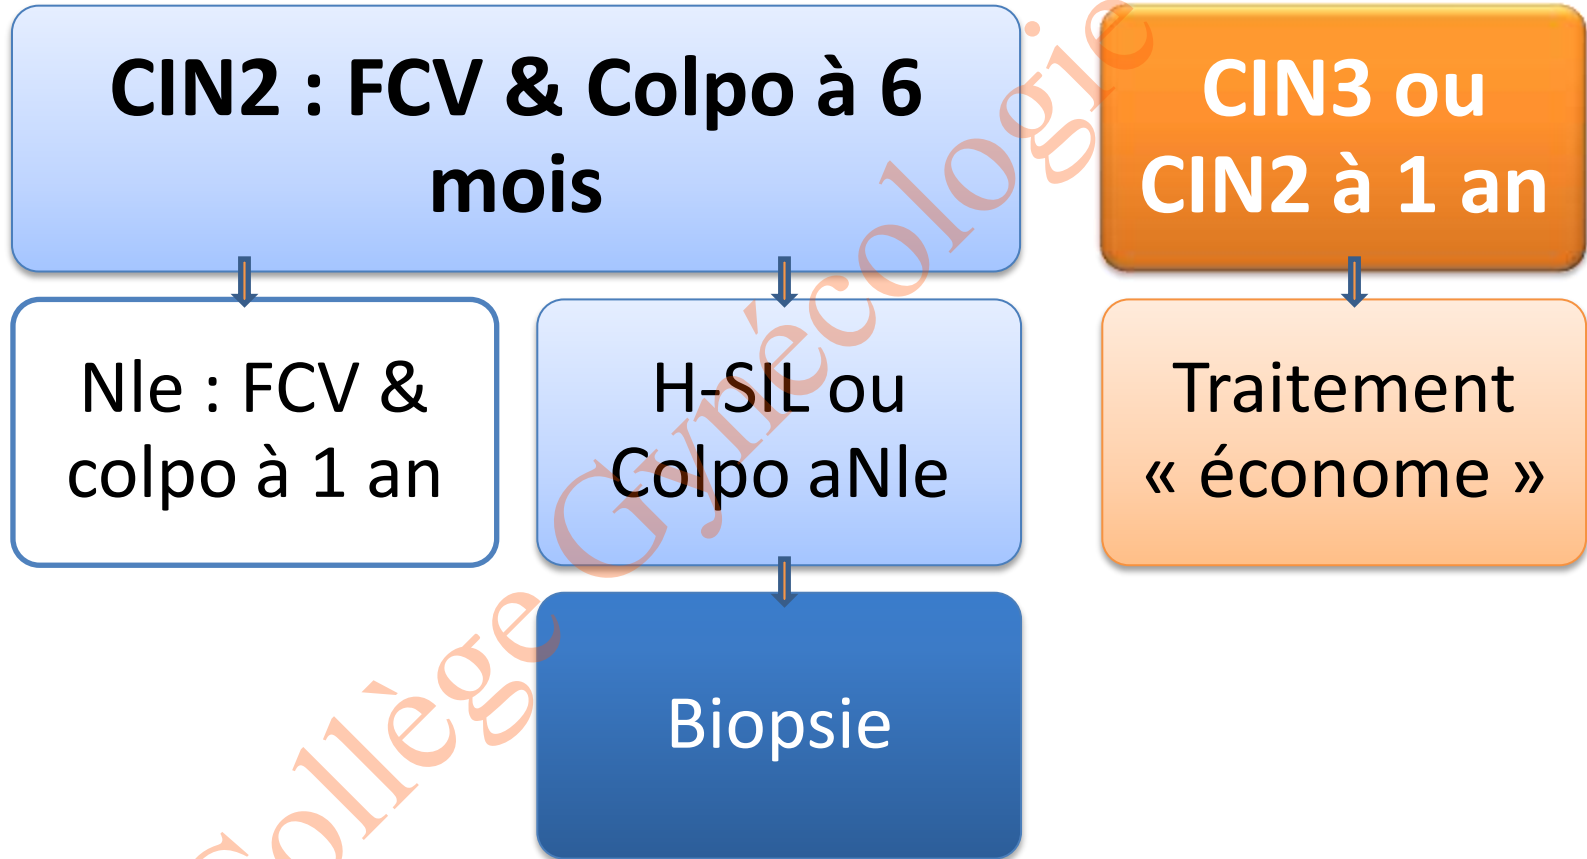 CIN2 : FCV & Colpo à 6
mois
CIN3 ou
CIN2 à 1 an
Nle : FCV &
colpo à 1 an
H-SIL ou
Colpo aNle
Traitement
« économe »
Biopsie
Collège Gynécologie